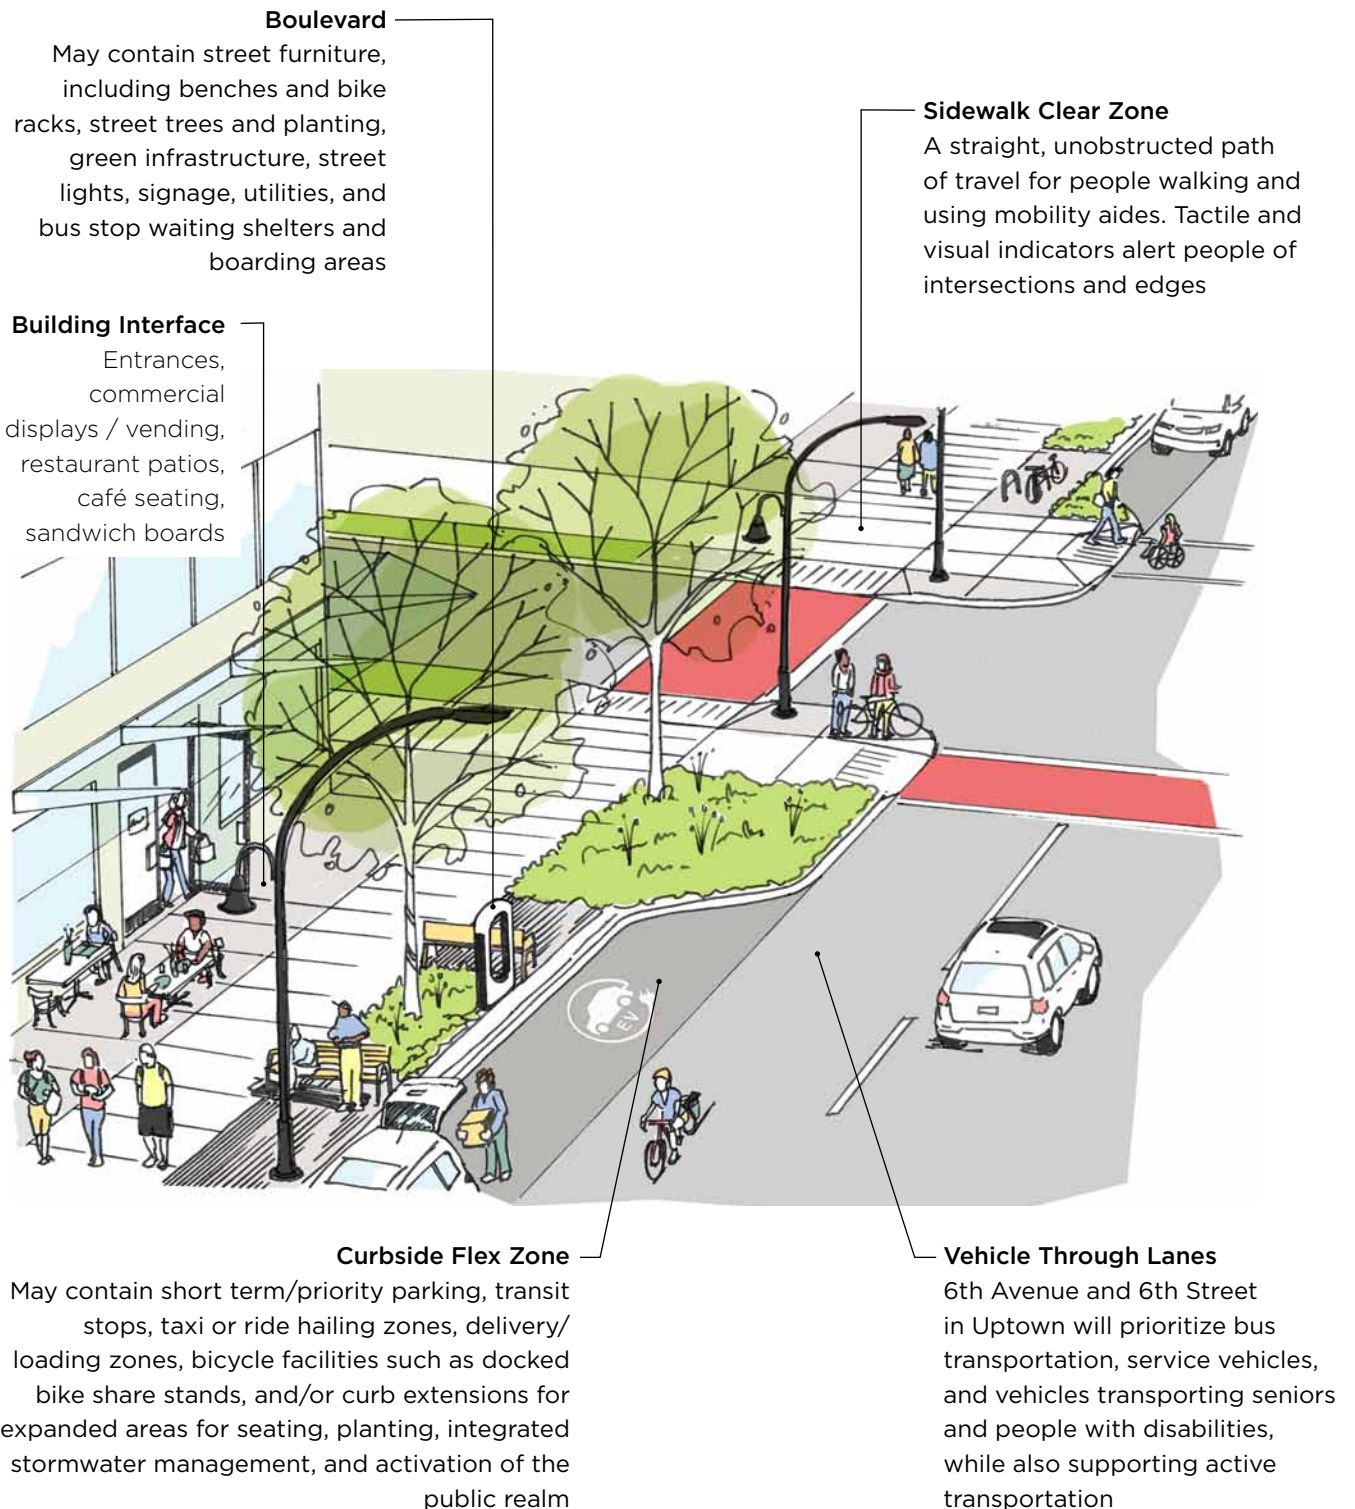 Boulevard
May contain street furniture,
including benches and bike
racks, street trees and planting,
green infrastructure, street
lights, signage, utilities, and
bus stop waiting shelters and
boarding areas
Sidewalk Clear Zone
A straight, unobstructed path
of travel for people walking and
using mobility aides. Tactile and
visual indicators alert people of
intersections and edges
Building Interface
Entrances,
commercial
displays / vending,
restaurant patios,
café seating,
sandwich boards
EV
Curbside Flex Zone
May contain short term/priority parking, transit
stops, taxi or ride hailing zones, delivery/
loading zones, bicycle facilities such as docked
bike share stands, and/or curb extensions for
expanded areas for seating, planting, integrated
stormwater management, and activation of the
public realm
Vehicle Through Lanes
6th Avenue and 6th Street
in Uptown will prioritize bus
transportation, service vehicles,
and vehicles transporting seniors
and people with disabilities,
while also supporting active
transportation